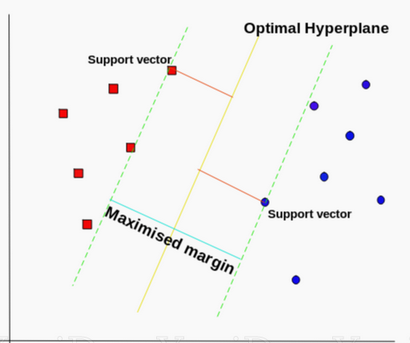 Optimal Hyperplane
Support vector
Support vector
Maximised margin